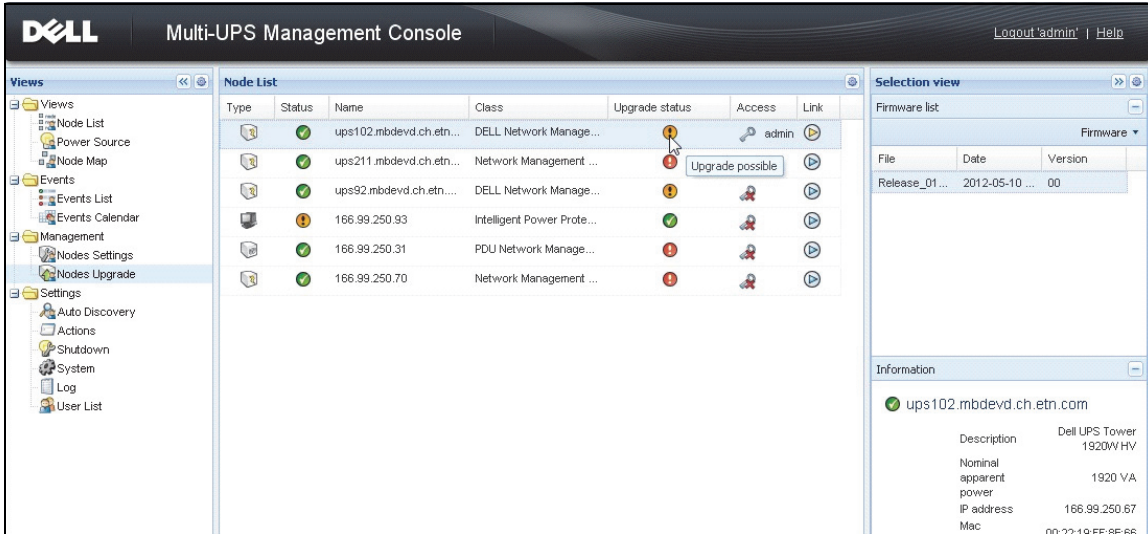 DELL Multi-UPS Management Console Logout 'admin' | Help
Views
Views
Node List
Power Source
Node Map
Events
Events List
Events Calendar
Management
Nodes Settings
Nodes Upgrade
Settings
Auto Discovery
Actions
Shutdown
System
Log
User List
Node List
Type Status Name Class Upgrade status Access Link
ups102.mbdevd.ch.etn... DELL Network Manage... admin
ups211.mbdevd.ch.etn... Network Management ...
Upgrade possible
ups92.mbdevd.ch.etn.... DELL Network Manage...
166.99.250.93 Intelligent Power Prote...
166.99.250.31 PDU Network Manage...
166.99.250.70 Network Management ...
Selection view
Firmware list
Firmware
File Date Version
Release_01... 2012-05-10 ... 00
Information
ups102.mbdevd.ch.etn.com
Description Dell UPS Tower
1920W HV
Nominal
apparent
power 1920 VA
IP address 166.99.250.67
Mac
00:22:19:FF:8F:66